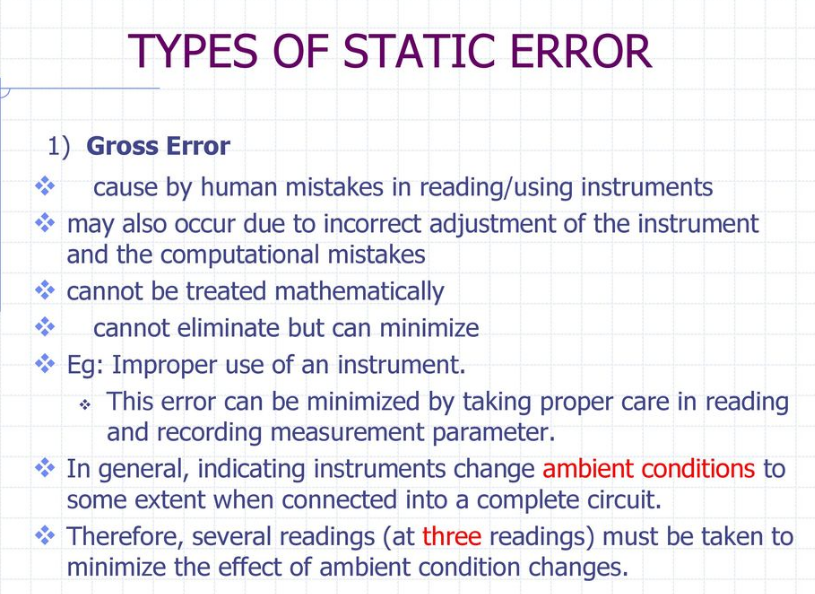 TYPES OF STATIC ERROR
1) Gross Error
cause by human mistakes in reading/using instruments
may also occur due to incorrect adjustment of the instrument
and the computational mistakes
cannot be treated mathematically
cannot eliminate but can minimize
Eg: Improper use of an instrument.
This error can be minimized by taking proper care in reading
and recording measurement parameter.
In general, indicating instruments change ambient conditions to
some extent when connected into a complete circuit.
Therefore, several readings (at three readings) must be taken to
minimize the effect of ambient condition changes.